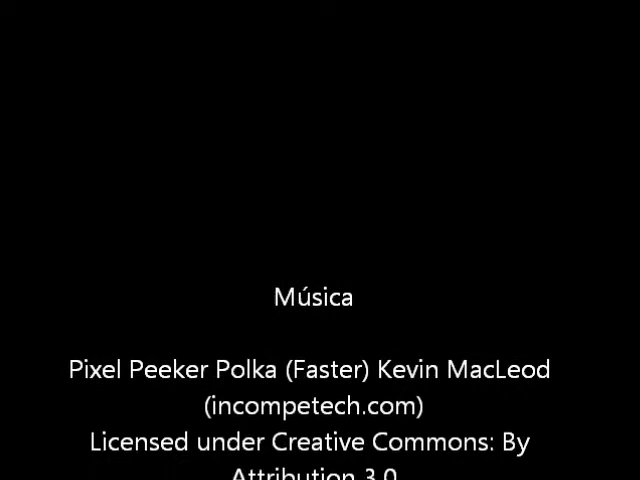 Música
Pixel Peeker Polka (Faster) Kevin MacLeod
(incompetech.com)
Licensed under Creative Commons: By
Attribution 3.0